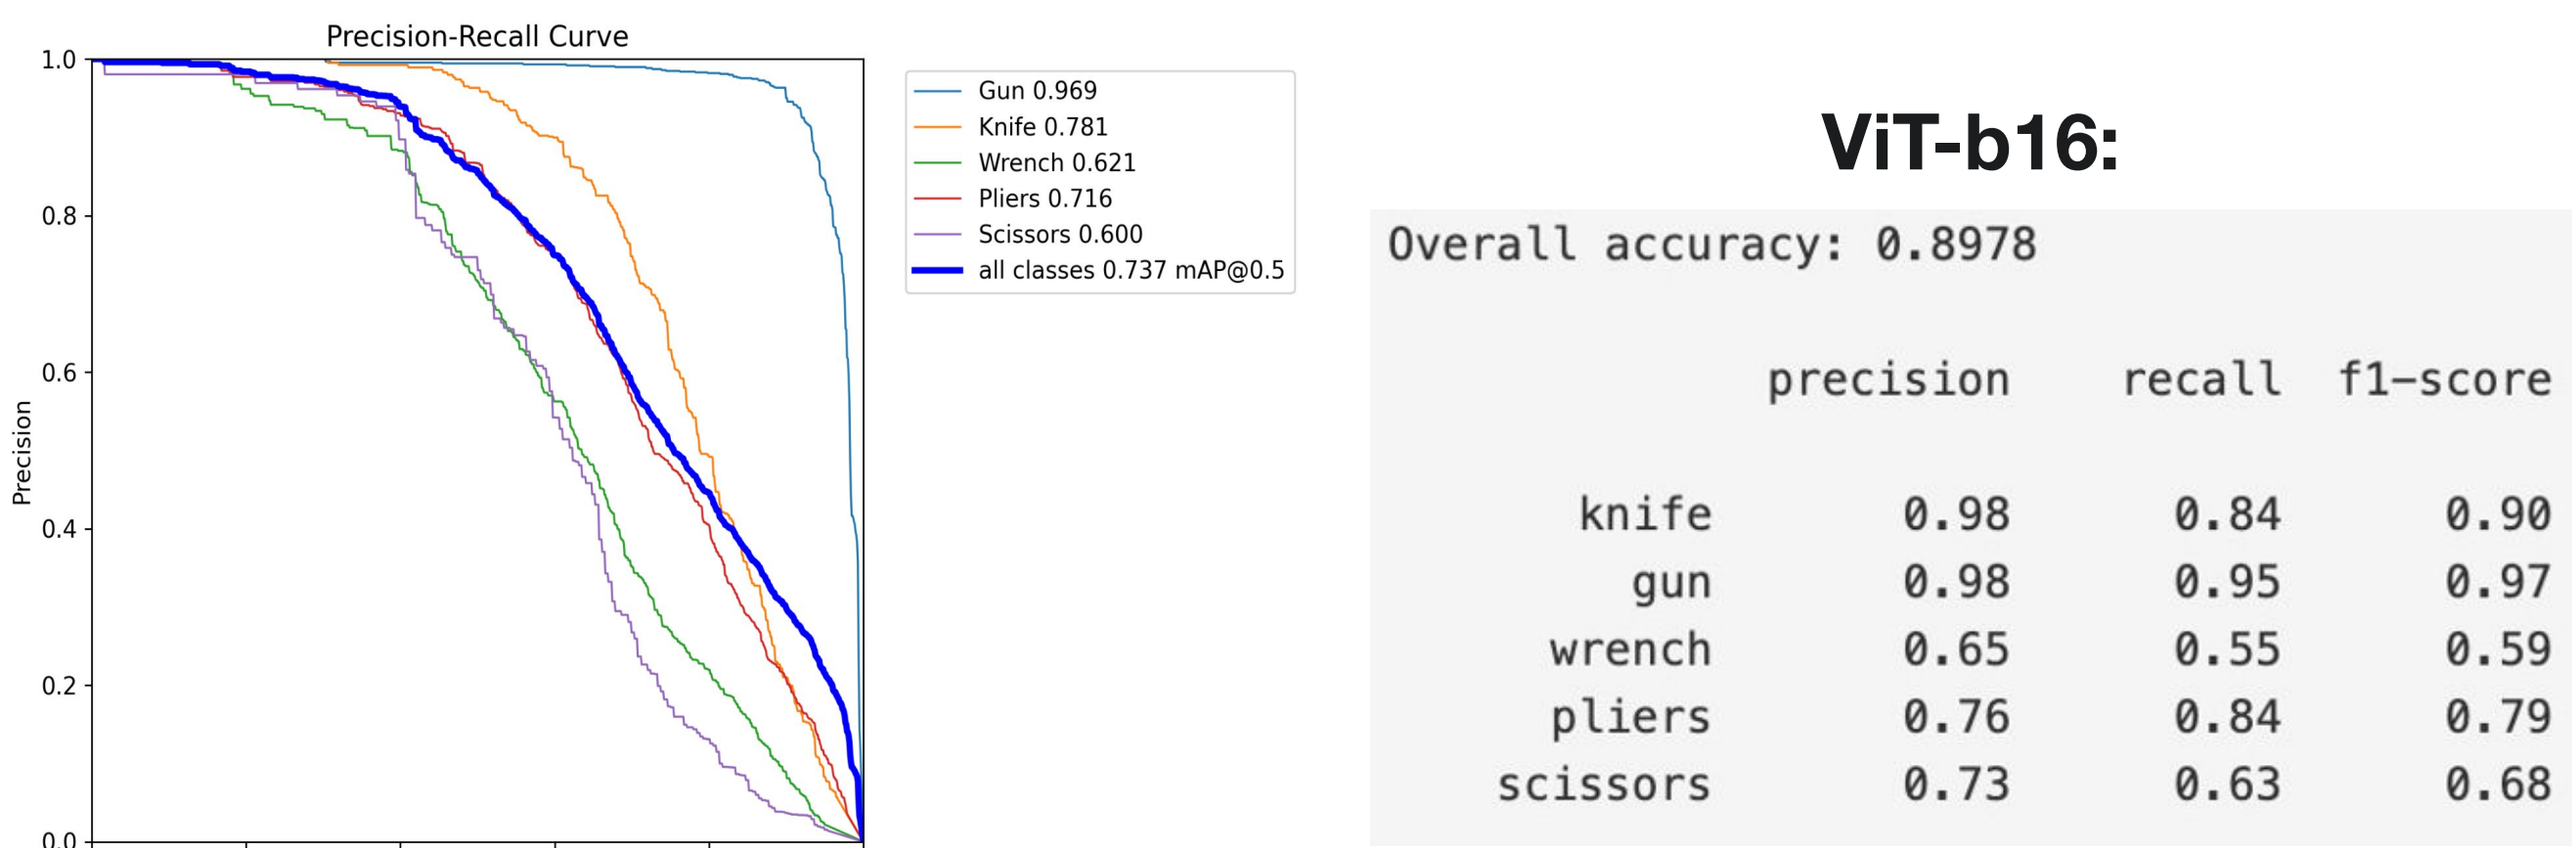 Precision-Recall Curve
1.0
0.8
0.6
0.4
0.2
0.0
Precision
Gun 0.969
Knife 0.781
Wrench 0.621
Pliers 0.716
Scissors 0.600
all classes 0.737 mAP@0.5
ViT-b16:
Overall accuracy: 0.8978
precision recall f1-score
knife 0.98 0.84 0.90
gun 0.98 0.95 0.97
wrench 0.65 0.55 0.59
pliers 0.76 0.84 0.79
scissors 0.73 0.63 0.68